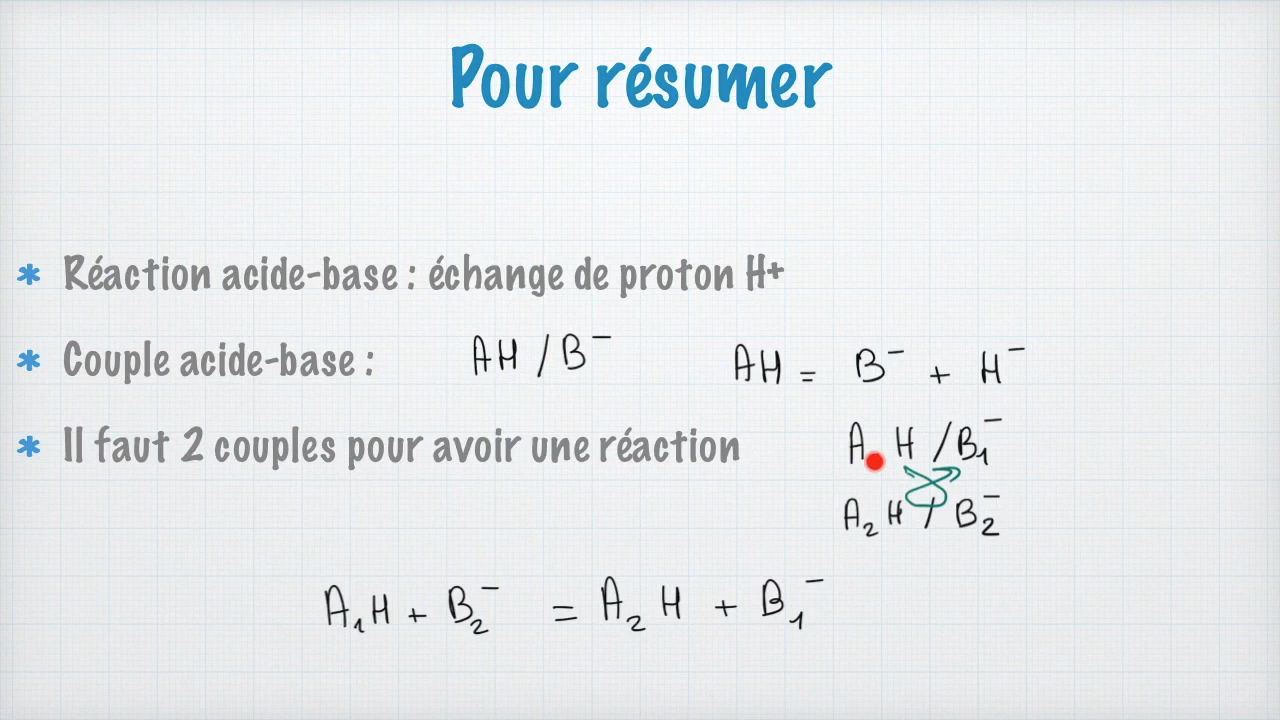 Pour résumer
* Réaction acide-base : échange de proton H+
* Couple acide-base : AH / B⁻ AH = B⁻ + H⁻
* Il faut 2 couples pour avoir une réaction A H / B₁⁻
A₂H / B₂⁻
A₁H + B₂⁻ = A₂H + B₁⁻